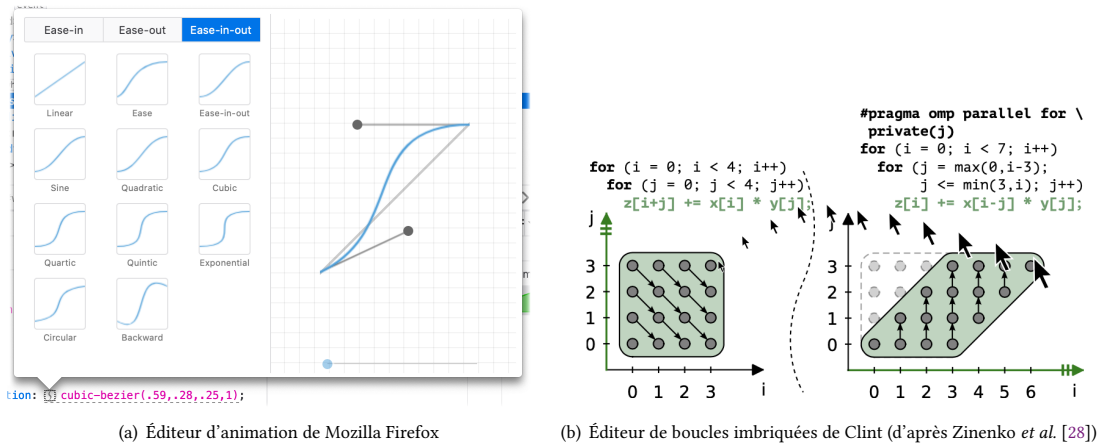 Ease-in Ease-out Ease-in-out
Linear Ease Ease-in-out
Sine Quadratic Cubic
Quartic Quintic Exponential
Circular Backward
tion: cubic-bezier(.59,.28,.25,1);
(a) Éditeur d'animation de Mozilla Firefox
for (i = 0; i < 4; i++)
for (j = 0; j < 4; j++)
z[i+j] += x[i] * y[j];
j
3
2
1
0
0 1 2 3 i
#pragma omp parallel for \
private(j)
for (i = 0; i < 7; i++)
for (j = max(0,i-3);
j <= min(3,i); j++)
z[i] += x[i-j] * y[j];
j
3
2
1
0
0 1 2 3 4 5 6 i
(b) Éditeur de boucles imbriquées de Clint (d'après Zinenko et al. [28])